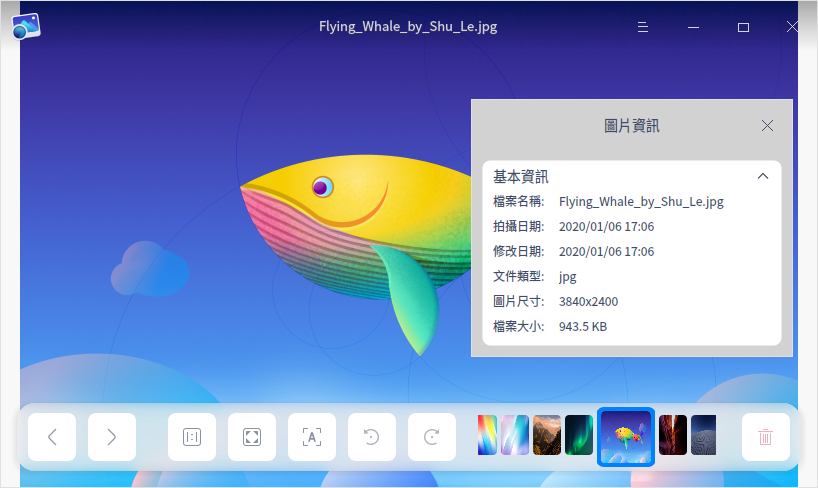 Flying_Whale_by_Shu_Le.jpg
圖片資訊
基本資訊
檔案名稱: Flying_Whale_by_Shu_Le.jpg
拍攝日期: 2020/01/06 17:06
修改日期: 2020/01/06 17:06
文件類型: jpg
圖片尺寸: 3840x2400
檔案大小: 943.5 KB
1:1
A